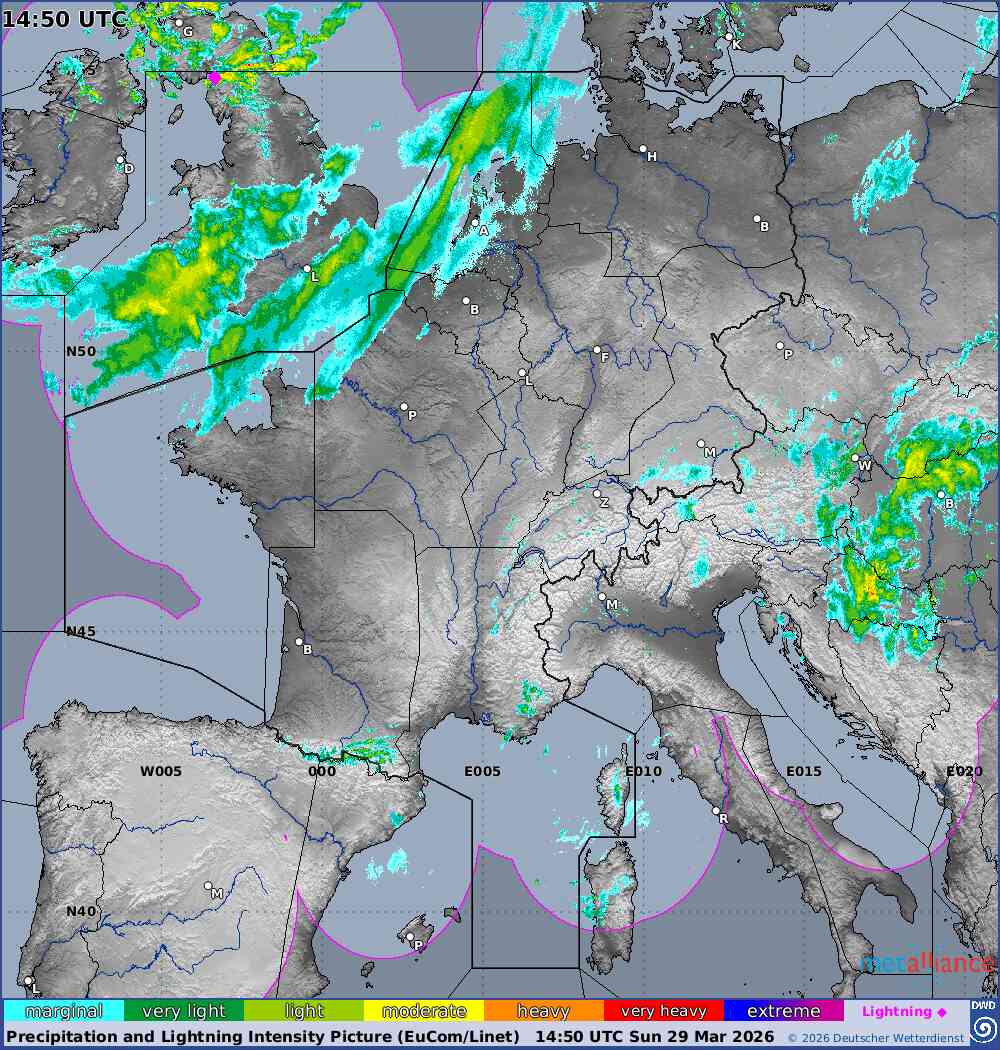 14:50 UTC
G
K
N55
D
H
A
B
L
B
N50
P
F
L
P
M
W
Z
B
M
N45
B
W005
000
E005
E010
E015
E020
R
M
N40
P
L
metalliance
marginal very light light moderate heavy very heavy extreme Lightning ◆ DWD
Precipitation and Lightning Intensity Picture (EuCom/Linet) 14:50 UTC Sun 29 Mar 2026 © 2026 Deutscher Wetterdienst